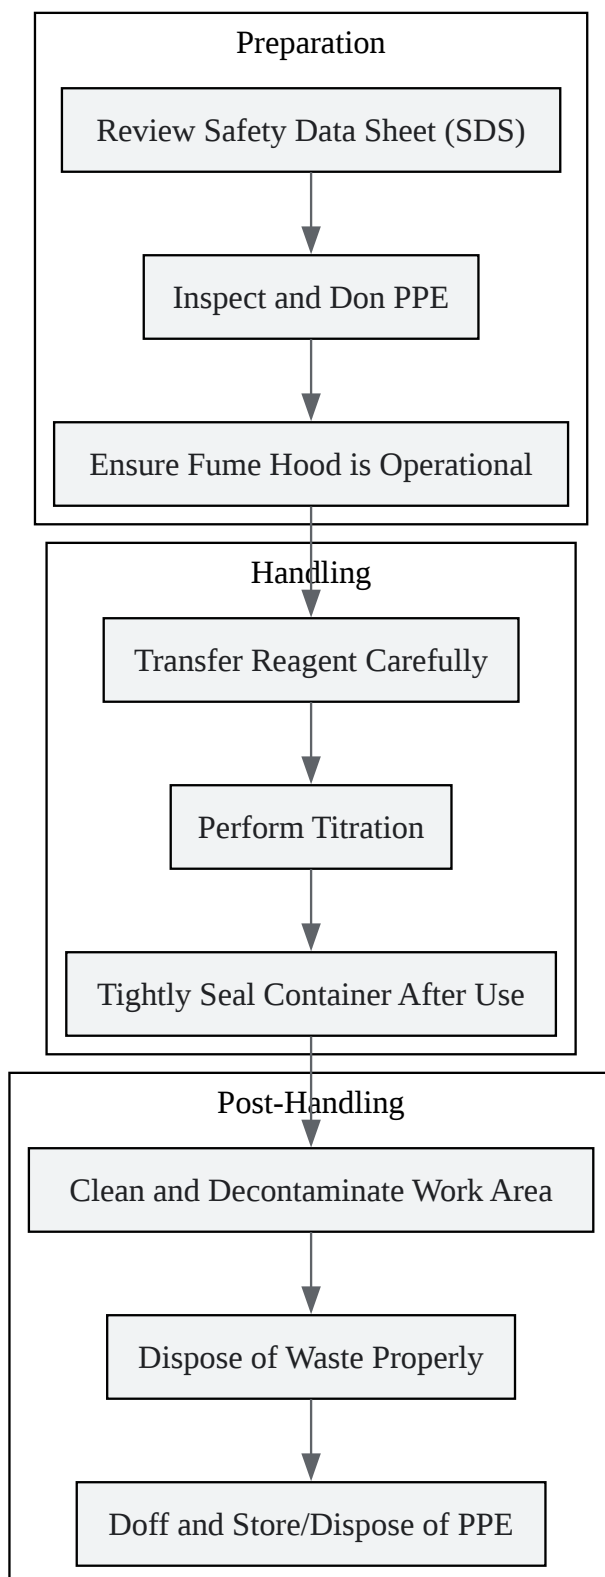 Preparation
Review Safety Data Sheet (SDS)
Inspect and Don PPE
Ensure Fume Hood is Operational
Handling
Transfer Reagent Carefully
Perform Titration
Tightly Seal Container After Use
Post-Handling
Clean and Decontaminate Work Area
Dispose of Waste Properly
Doff and Store/Dispose of PPE